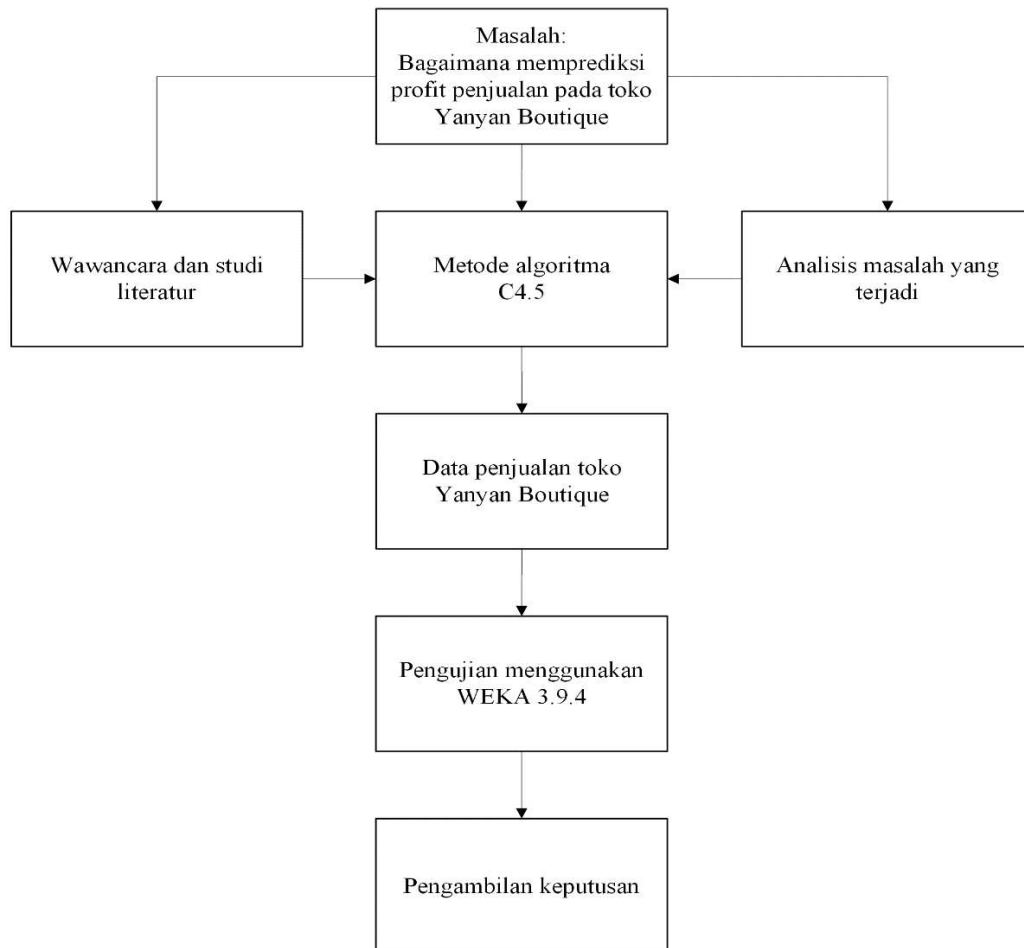 Masalah:
Bagaimana memprediksi
profit penjualan pada toko
Yanyan Boutique
Wawancara dan studi
literatur
Metode algoritma
C4.5
Analisis masalah yang
terjadi
Data penjualan toko
Yanyan Boutique
Pengujian menggunakan
WEKA 3.9.4
Pengambilan keputusan